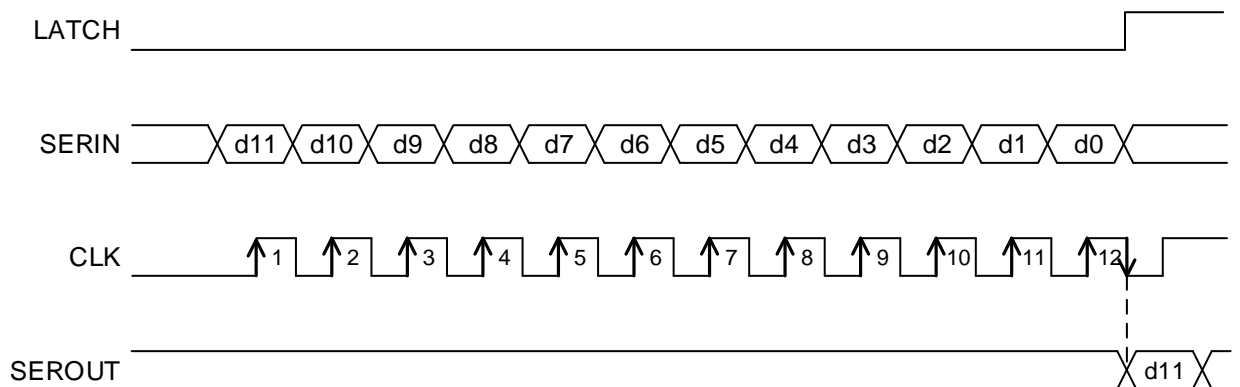 LATCH
SERIN d11 d10 d9 d8 d7 d6 d5 d4 d3 d2 d1 d0
CLK 1 2 3 4 5 6 7 8 9 10 11 12
SEROUT d11